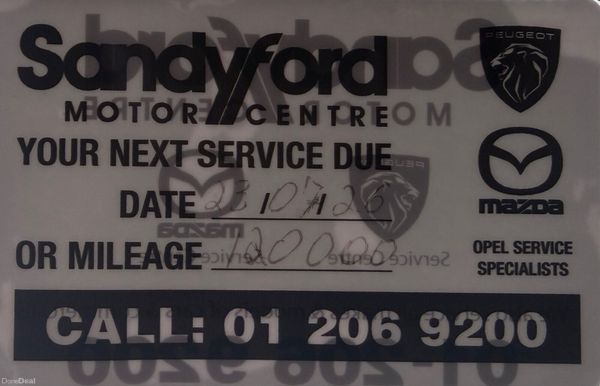 Sandyford
MOTOR CENTRE
PEUGEOT
YOUR NEXT SERVICE DUE
DATE 23/07/26
mazda
OR MILEAGE 120000
OPEL SERVICE
SPECIALISTS
CALL: 01 206 9200
DoneDeal